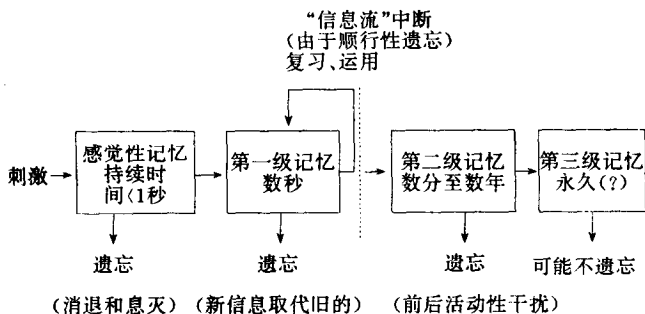 “信息流”中断
（由于顺行性遗忘）
复习、运用
刺激
感觉性记忆
持续时
间〈1秒
第一级记忆
数秒
第二级记忆
数分至数年
第三级记忆
永久(?)
遗忘
遗忘
遗忘
可能不遗忘
（消退和息灭）
（新信息取代旧的）
（前后活动性干扰）